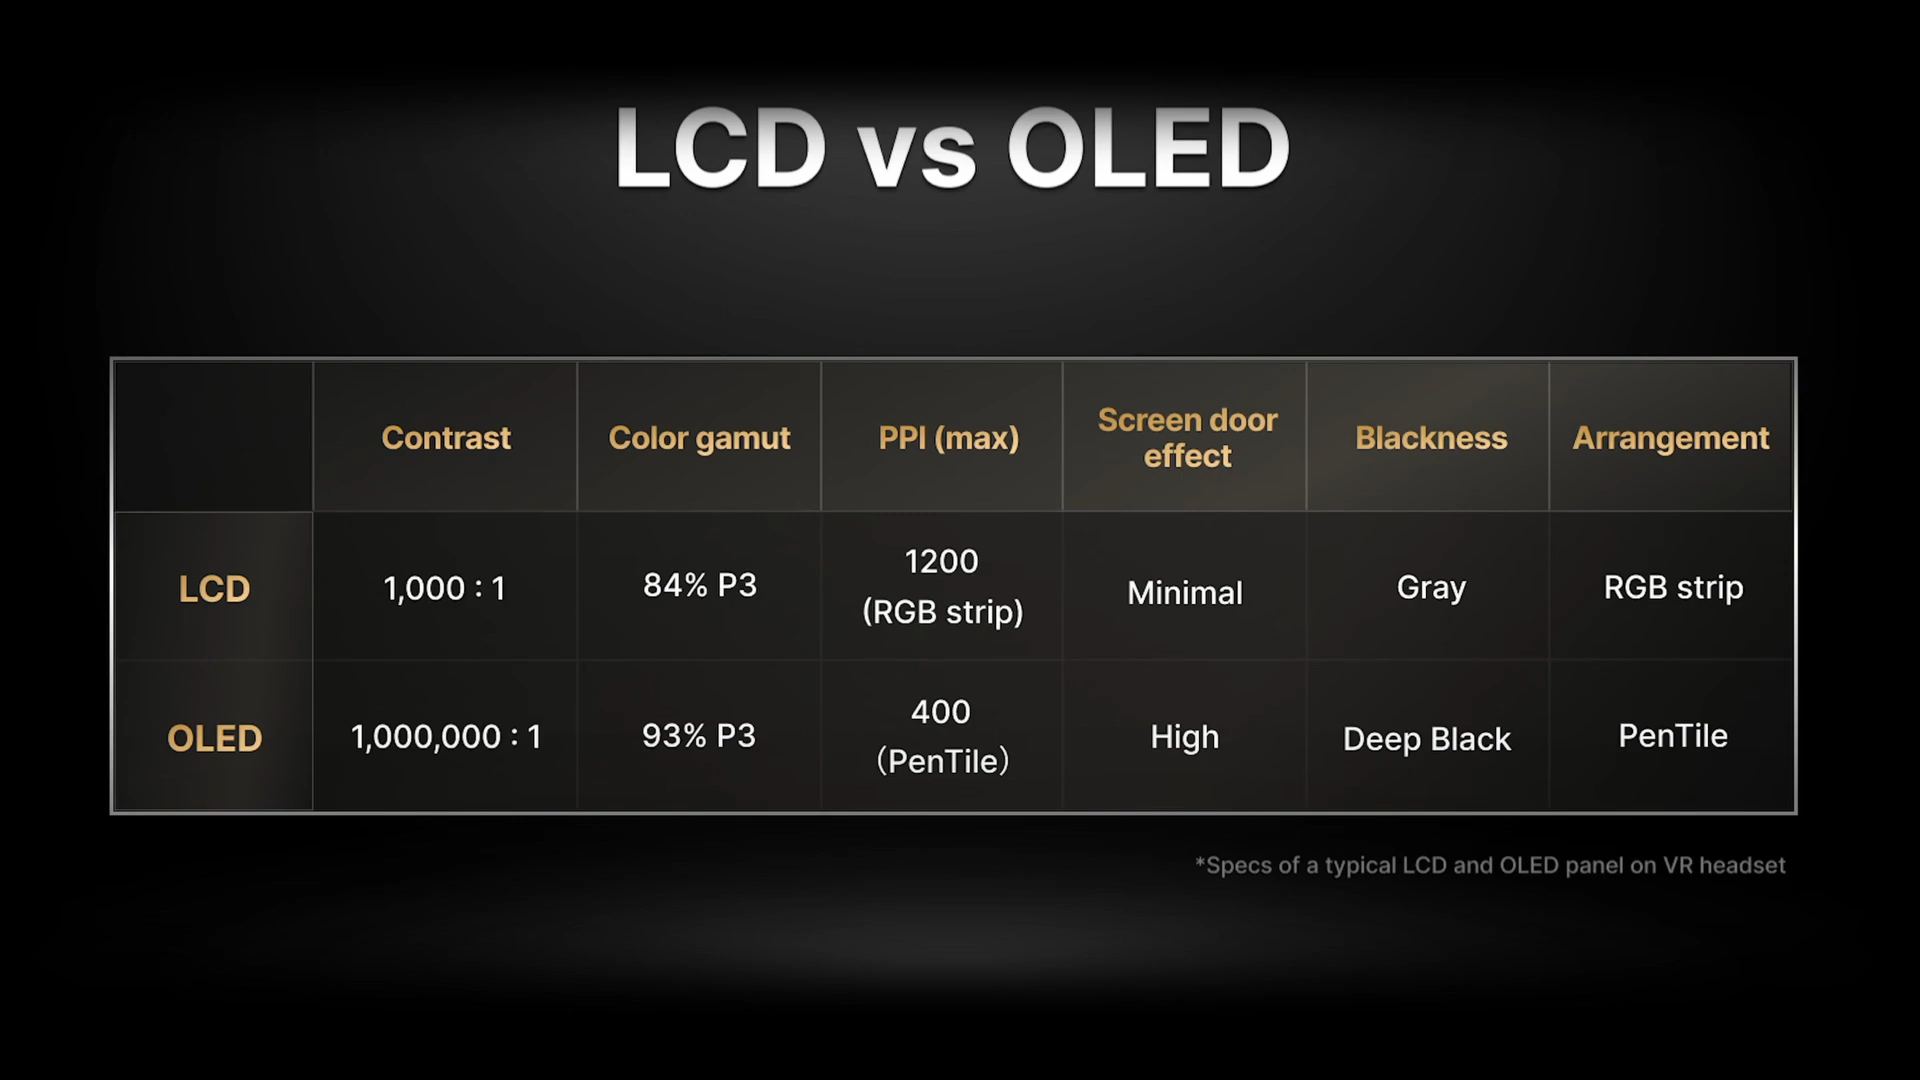 LCD vs OLED
Contrast
Color gamut
PPI (max)
Screen door
effect
Blackness
Arrangement
LCD
1,000 : 1
84% P3
1200
(RGB strip)
Minimal
Gray
RGB strip
OLED
1,000,000 : 1
93% P3
400
(PenTile)
High
Deep Black
PenTile
*Specs of a typical LCD and OLED panel on VR headset